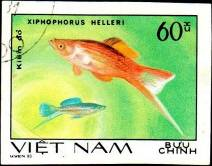 XIPHOPHORUS HELLERI
60 XU
Kiếm đỏ
VIỆT NAM
BƯU CHÍNH